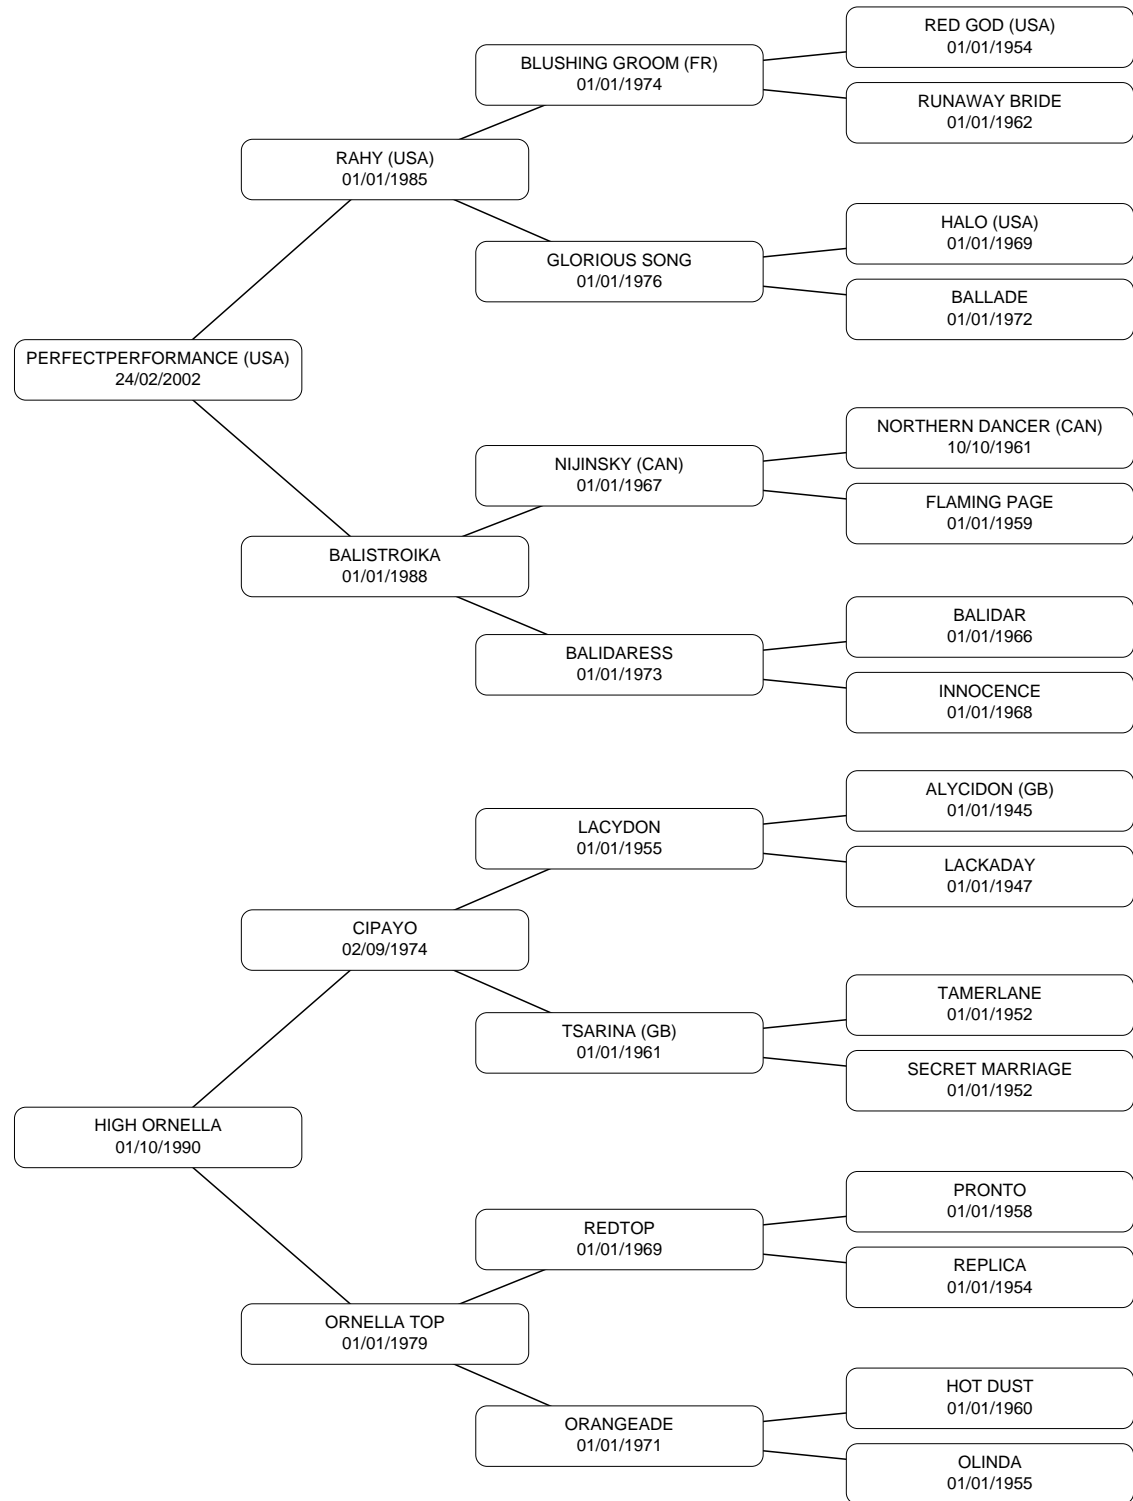 RED GOD (USA)
01/01/1954
BLUSHING GROOM (FR)
01/01/1974
RUNAWAY BRIDE
01/01/1962
RAHY (USA)
01/01/1985
HALO (USA)
01/01/1969
GLORIOUS SONG
01/01/1976
BALLADE
01/01/1972
PERFECTPERFORMANCE (USA)
24/02/2002
NORTHERN DANCER (CAN)
10/10/1961
NIJINSKY (CAN)
01/01/1967
FLAMING PAGE
01/01/1959
BALISTROIKA
01/01/1988
BALIDAR
01/01/1966
BALIDARESS
01/01/1973
INNOCENCE
01/01/1968
ALYCIDON (GB)
01/01/1945
LACYDON
01/01/1955
LACKADAY
01/01/1947
CIPAYO
02/09/1974
TAMERLANE
01/01/1952
TSARINA (GB)
01/01/1961
SECRET MARRIAGE
01/01/1952
HIGH ORNELLA
01/10/1990
PRONTO
01/01/1958
REDTOP
01/01/1969
REPLICA
01/01/1954
ORNELLA TOP
01/01/1979
HOT DUST
01/01/1960
ORANGEADE
01/01/1971
OLINDA
01/01/1955